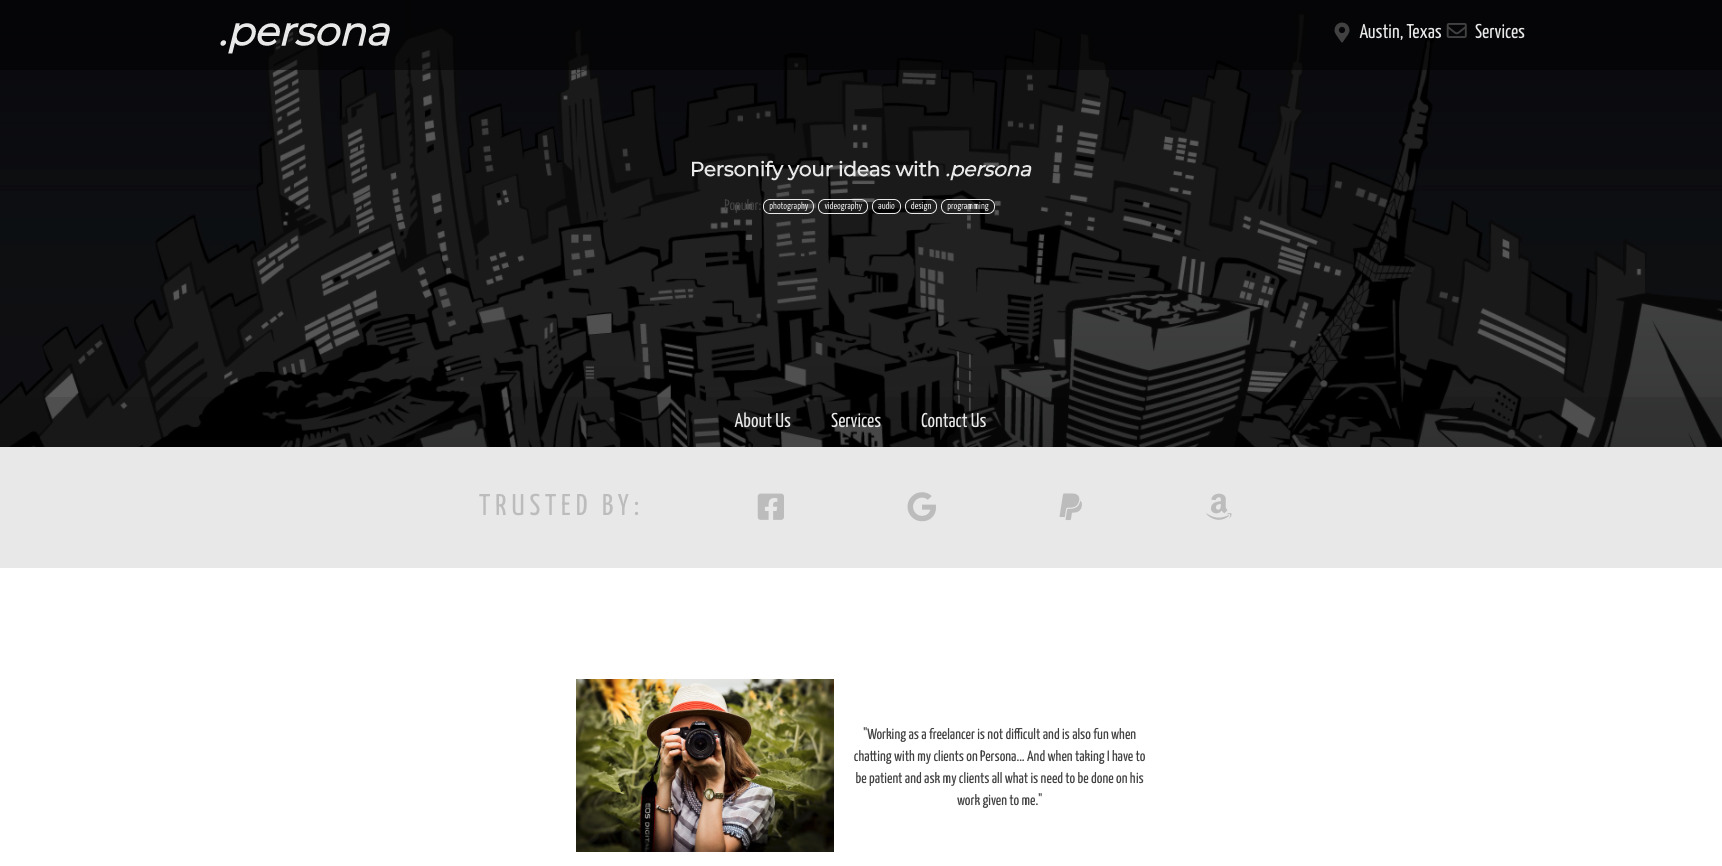 .persona
Austin, Texas
Services
Personify your ideas with .persona
Popular:
photography
videography
audio
design
programming
About Us
Services
Contact Us
TRUSTED BY:
"Working as a freelancer is not difficult and is also fun when
chatting with my clients on Persona... And when taking I have to
be patient and ask my clients all what is need to be done on his
work given to me."
EOS DIGITAL